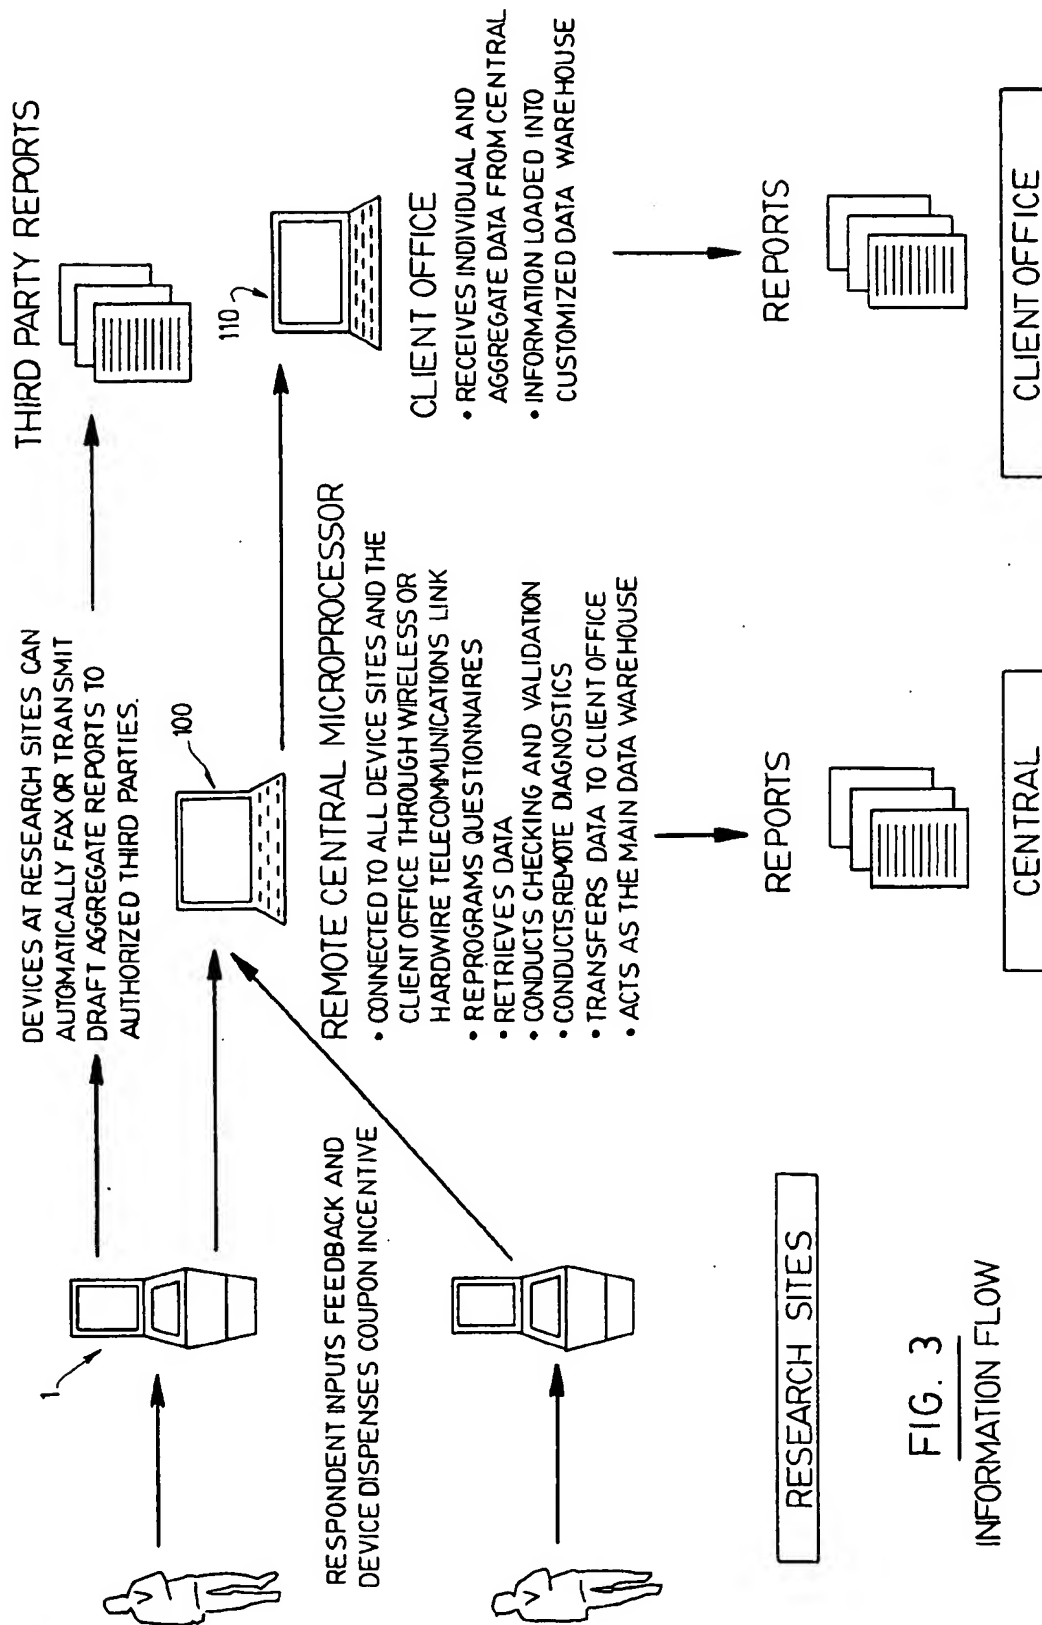 DEVICES AT RESEARCH SITES CAN
AUTOMATICALLY FAX OR TRANSMIT
DRAFT AGGREGATE REPORTS TO
AUTHORIZED THIRD PARTIES.
THIRD PARTY REPORTS
1
100
110
RESPONDENT INPUTS FEEDBACK AND
DEVICE DISPENSES COUPON INCENTIVE
REMOTE CENTRAL MICROPROCESSOR
• CONNECTED TO ALL DEVICE SITES AND THE
CLIENT OFFICE THROUGH WIRELESS OR
HARDWIRE TELECOMMUNICATIONS LINK
• REPROGRAMS QUESTIONNAIRES
• RETRIEVES DATA
• CONDUCTS CHECKING AND VALIDATION
• CONDUCTS REMOTE DIAGNOSTICS
• TRANSFERS DATA TO CLIENT OFFICE
• ACTS AS THE MAIN DATA WAREHOUSE
CLIENT OFFICE
• RECEIVES INDIVIDUAL AND
AGGREGATE DATA FROM CENTRAL
• INFORMATION LOADED INTO
CUSTOMIZED DATA WAREHOUSE
REPORTS
REPORTS
RESEARCH SITES
CENTRAL
CLIENT OFFICE
FIG. 3
INFORMATION FLOW